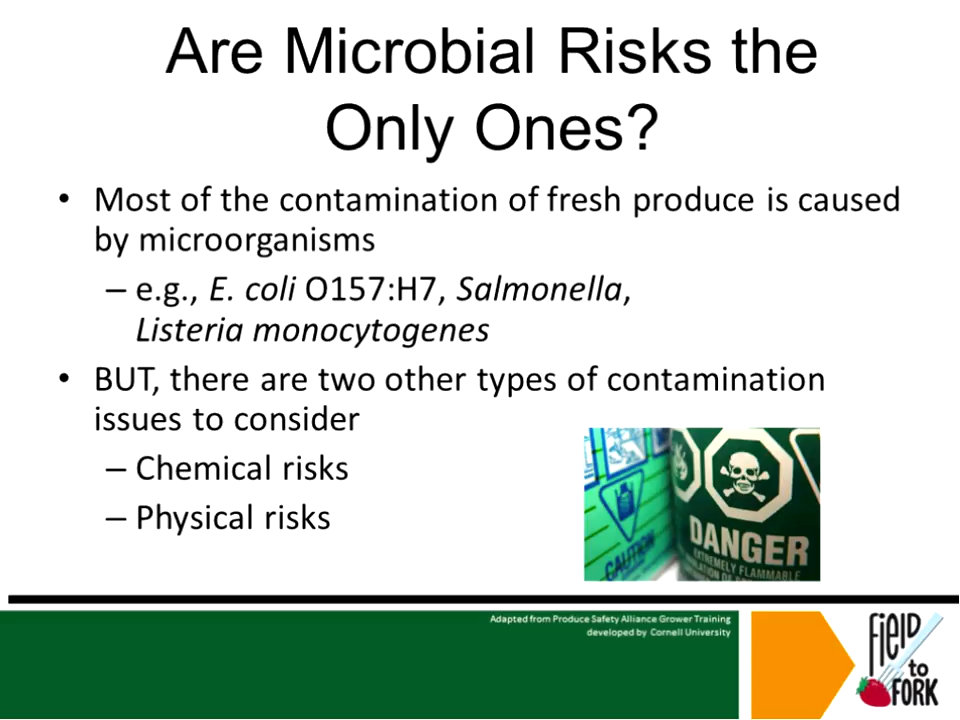 Are Microbial Risks the
Only Ones?
• Most of the contamination of fresh produce is caused
by microorganisms
– e.g., E. coli O157:H7, Salmonella,
Listeria monocytogenes
• BUT, there are two other types of contamination
issues to consider
– Chemical risks
– Physical risks
CAUTION
DANGER
EXTREMELY FLAMMABLE
Adapted from Produce Safety Alliance Grower Training
developed by Cornell University
FIELD
to
FORK